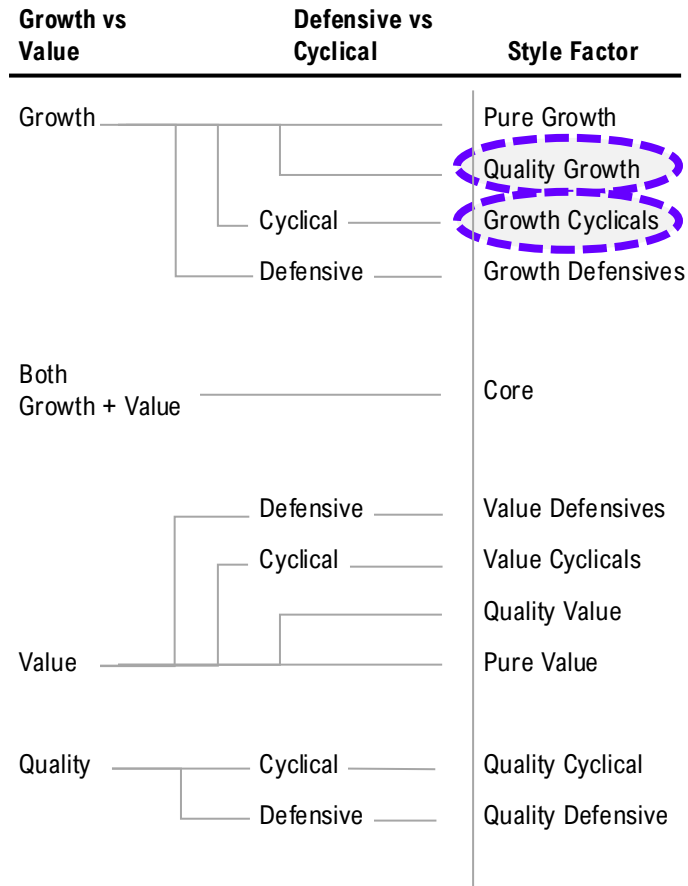 Growth vs Value
Defensive vs Cyclical
Style Factor
Growth
Pure Growth
Quality Growth
Cyclical
Growth Cyclicals
Defensive
Growth Defensives
Both
Growth + Value
Core
Defensive
Value Defensives
Cyclical
Value Cyclicals
Quality Value
Value
Pure Value
Quality
Cyclical
Quality Cyclical
Defensive
Quality Defensive